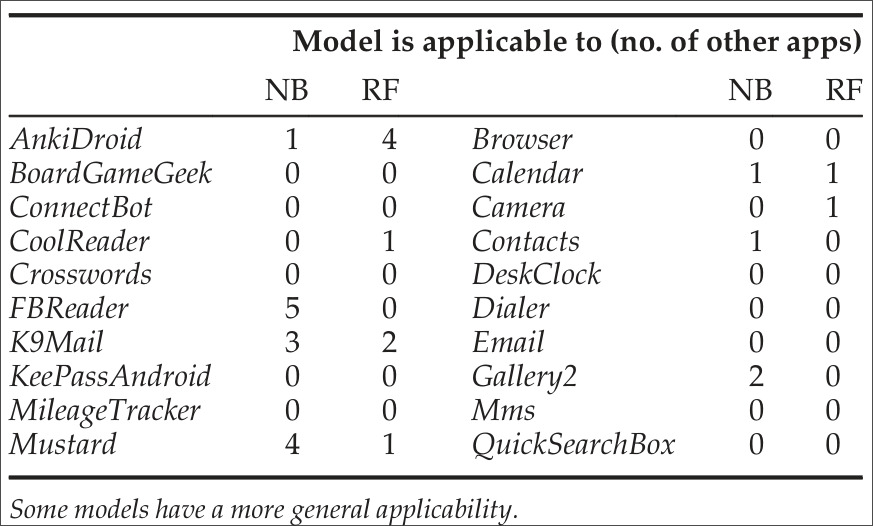 Model is applicable to (no. of other apps)
NB RF NB RF
AnkiDroid 1 4 Browser 0 0
BoardGameGeek 0 0 Calendar 1 1
ConnectBot 0 0 Camera 0 1
CoolReader 0 1 Contacts 1 0
Crosswords 0 0 DeskClock 0 0
FBReader 5 0 Dialer 0 0
K9Mail 3 2 Email 0 0
KeePassAndroid 0 0 Gallery2 2 0
MileageTracker 0 0 Mms 0 0
Mustard 4 1 QuickSearchBox 0 0
Some models have a more general applicability.